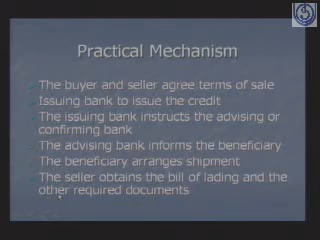 Practical Mechanism
The buyer and seller agree terms of sale
Issuing bank to issue the credit
The issuing bank instructs the advising or
confirming bank
The advising bank informs the beneficiary
The beneficiary arranges shipment
The seller obtains the bill of lading and the
other required documents